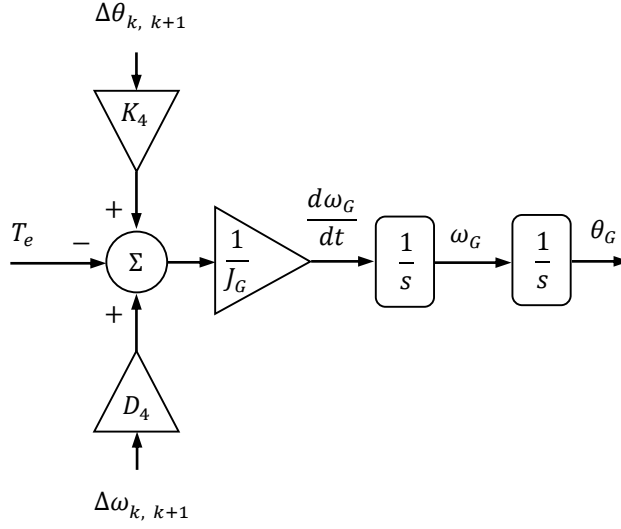 Δθ_{k, k+1}
K_4
+
T_e
−
Σ
1/J_G
dω_G/dt
1/s
ω_G
1/s
θ_G
+
D_4
Δω_{k, k+1}